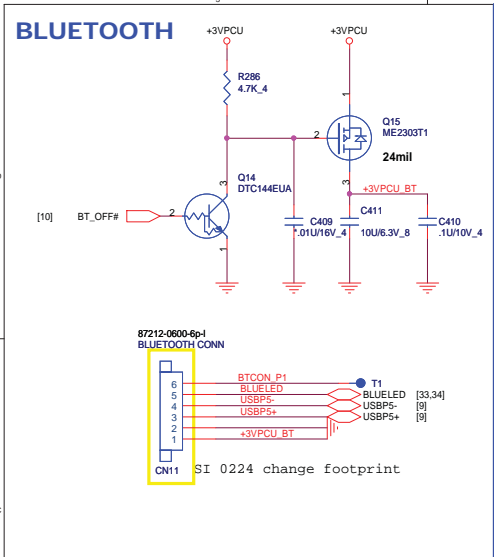 BLUETOOTH
+3VPCU
+3VPCU
R286
4.7K_4
1
Q15
ME2303T1
2
24mil
3
Q14
DTC144EUA
3
+3VPCU_BT
[10]
BT_OFF#
2
C409
*.01U/16V_4
C411
10U/6.3V_8
C410
.1U/10V_4
1
87212-0600-6p-l
BLUETOOTH CONN
6
BTCON_P1
T1
5
BLUELED
BLUELED
[33,34]
4
USBP5-
USBP5-
[9]
3
USBP5+
USBP5+
[9]
2
1
+3VPCU_BT
CN11
SI 0224 change footprint